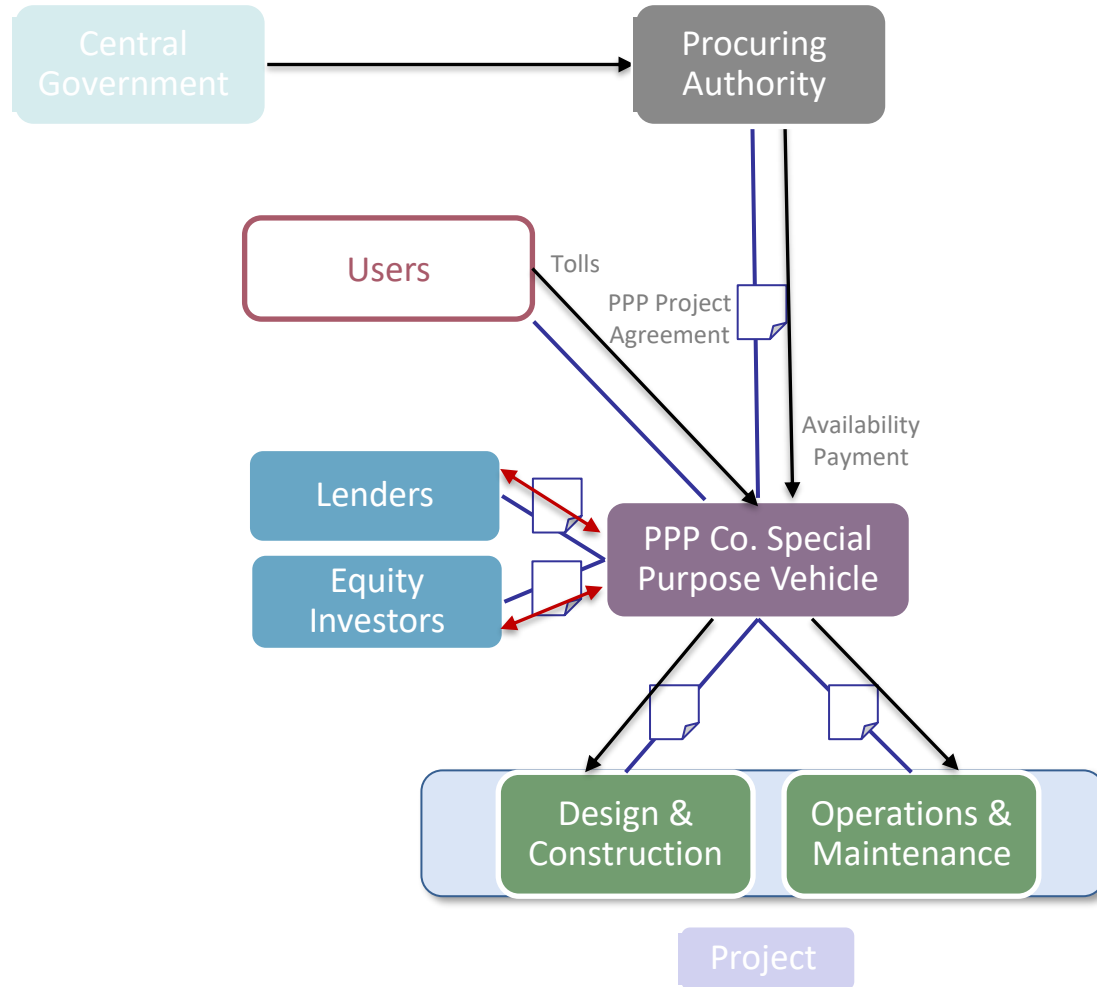 Central
Government
Procuring
Authority
Users
Tolls
PPP Project
Agreement
Availability
Payment
Lenders
PPP Co. Special
Purpose Vehicle
Equity
Investors
Design &
Construction
Operations &
Maintenance
Project